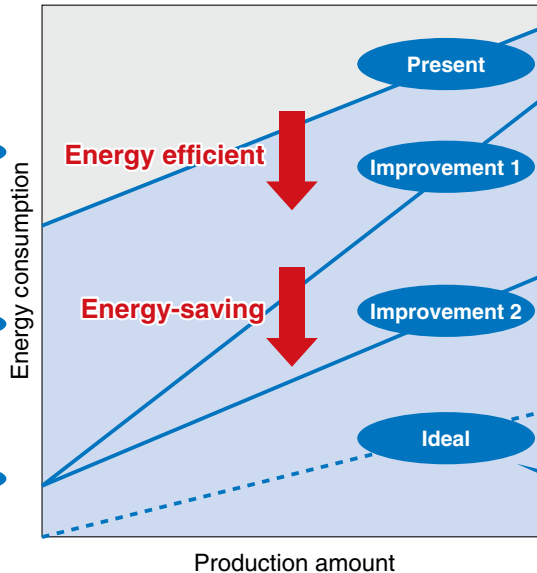 Present
Energy efficient
Improvement 1
Energy consumption
Energy-saving
Improvement 2
Ideal
Production amount